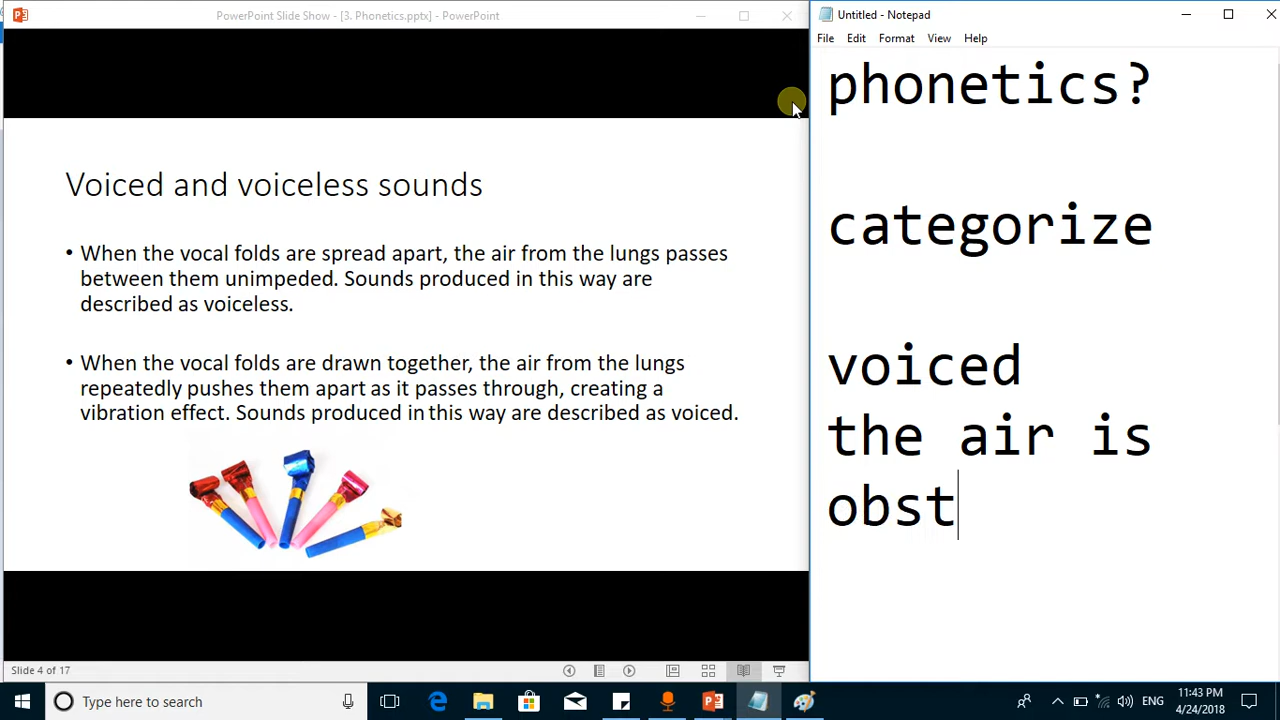 PowerPoint Slide Show - [3. Phonetics.pptx] - PowerPoint
Voiced and voiceless sounds
• When the vocal folds are spread apart, the air from the lungs passes
between them unimpeded. Sounds produced in this way are
described as voiceless.
• When the vocal folds are drawn together, the air from the lungs
repeatedly pushes them apart as it passes through, creating a
vibration effect. Sounds produced in this way are described as voiced.
Slide 4 of 17
Untitled - Notepad
File Edit Format View Help
phonetics?
categorize
voiced
the air is
obst
Type here to search
ENG
11:43 PM
4/24/2018